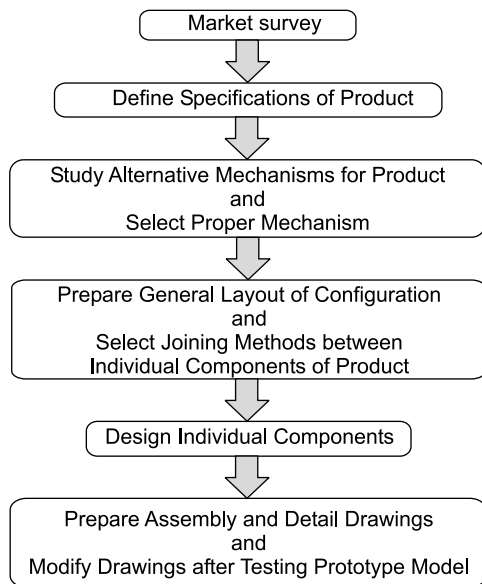 Market survey
Define Specifications of Product
Study Alternative Mechanisms for Product
and
Select Proper Mechanism
Prepare General Layout of Configuration
and
Select Joining Methods between
Individual Components of Product
Design Individual Components
Prepare Assembly and Detail Drawings
and
Modify Drawings after Testing Prototype Model